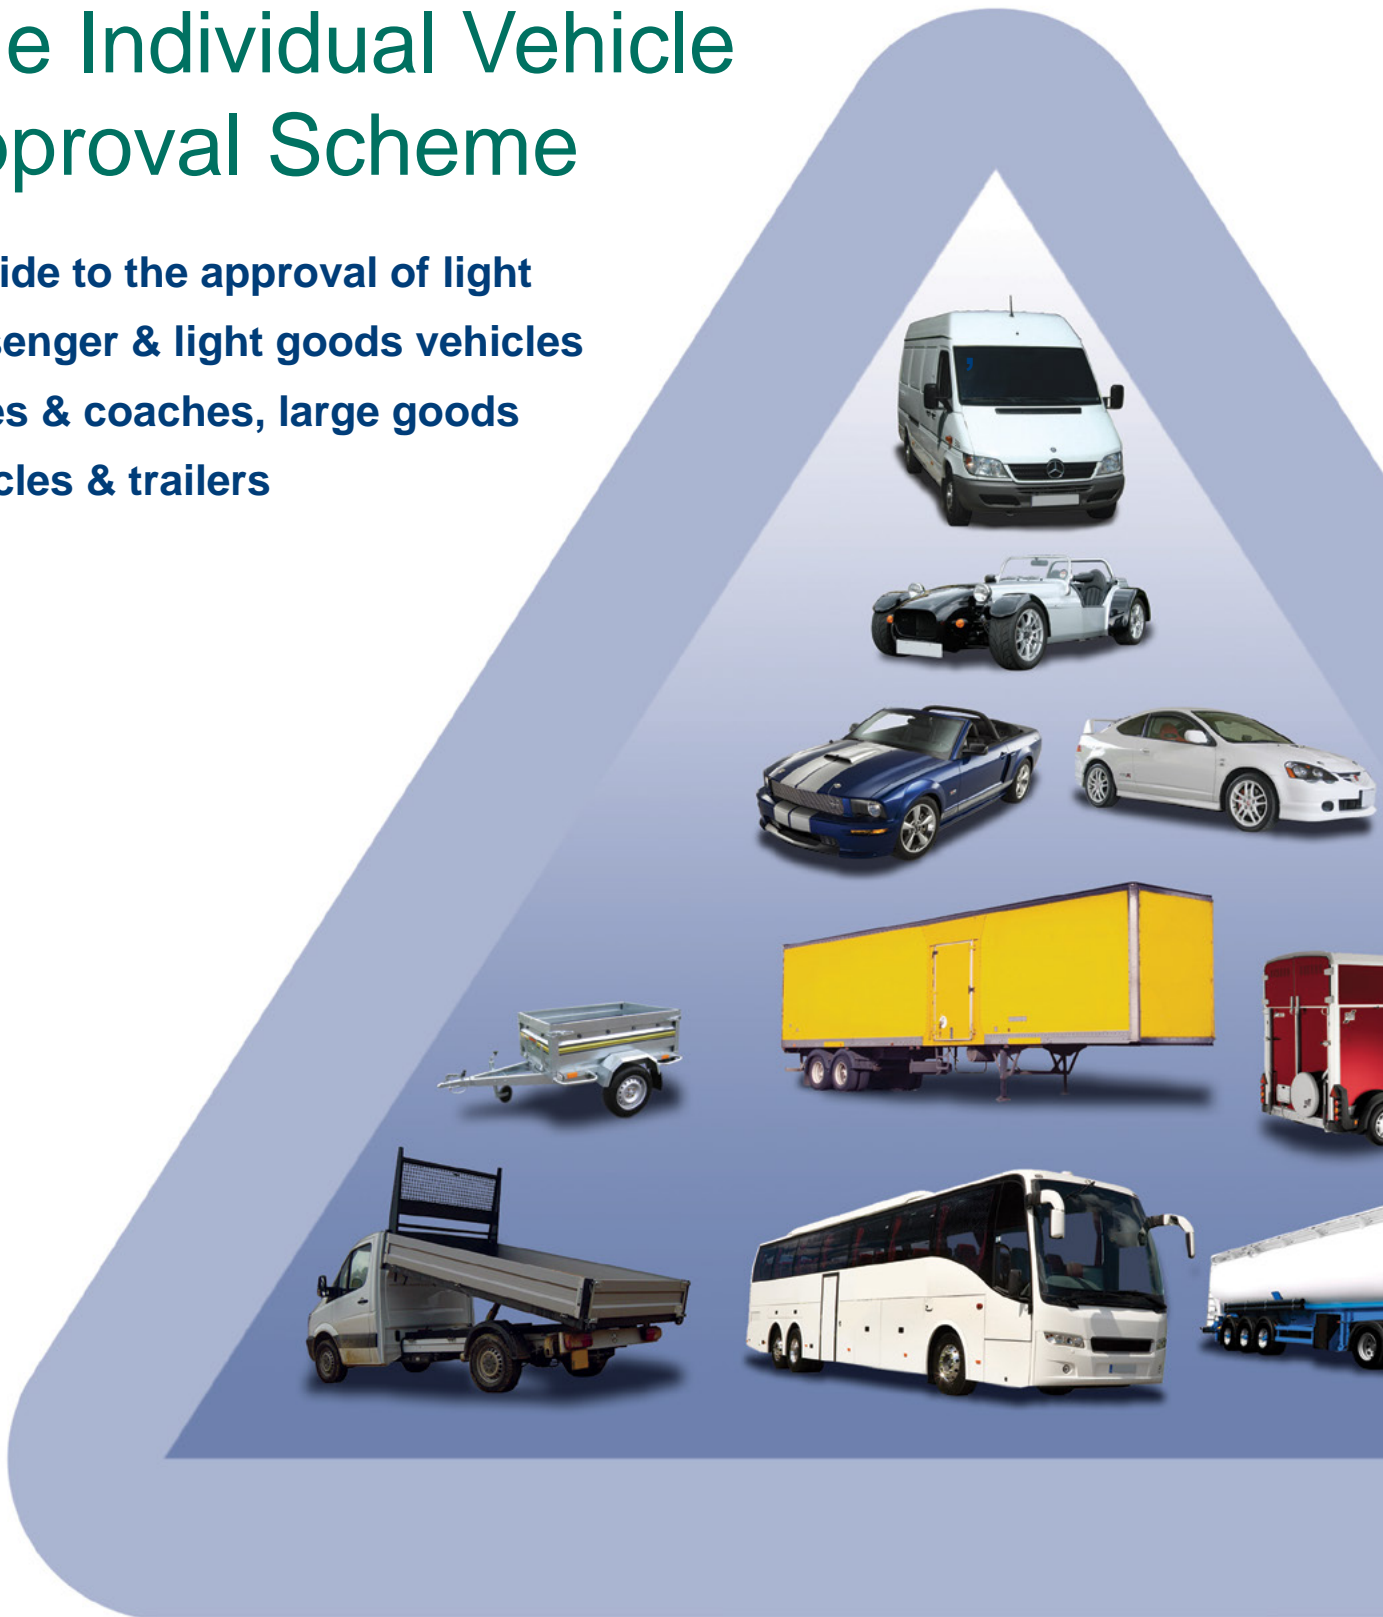 e Individual Vehicle
proval Scheme
ide to the approval of light
senger & light goods vehicles
es & coaches, large goods
cles & trailers